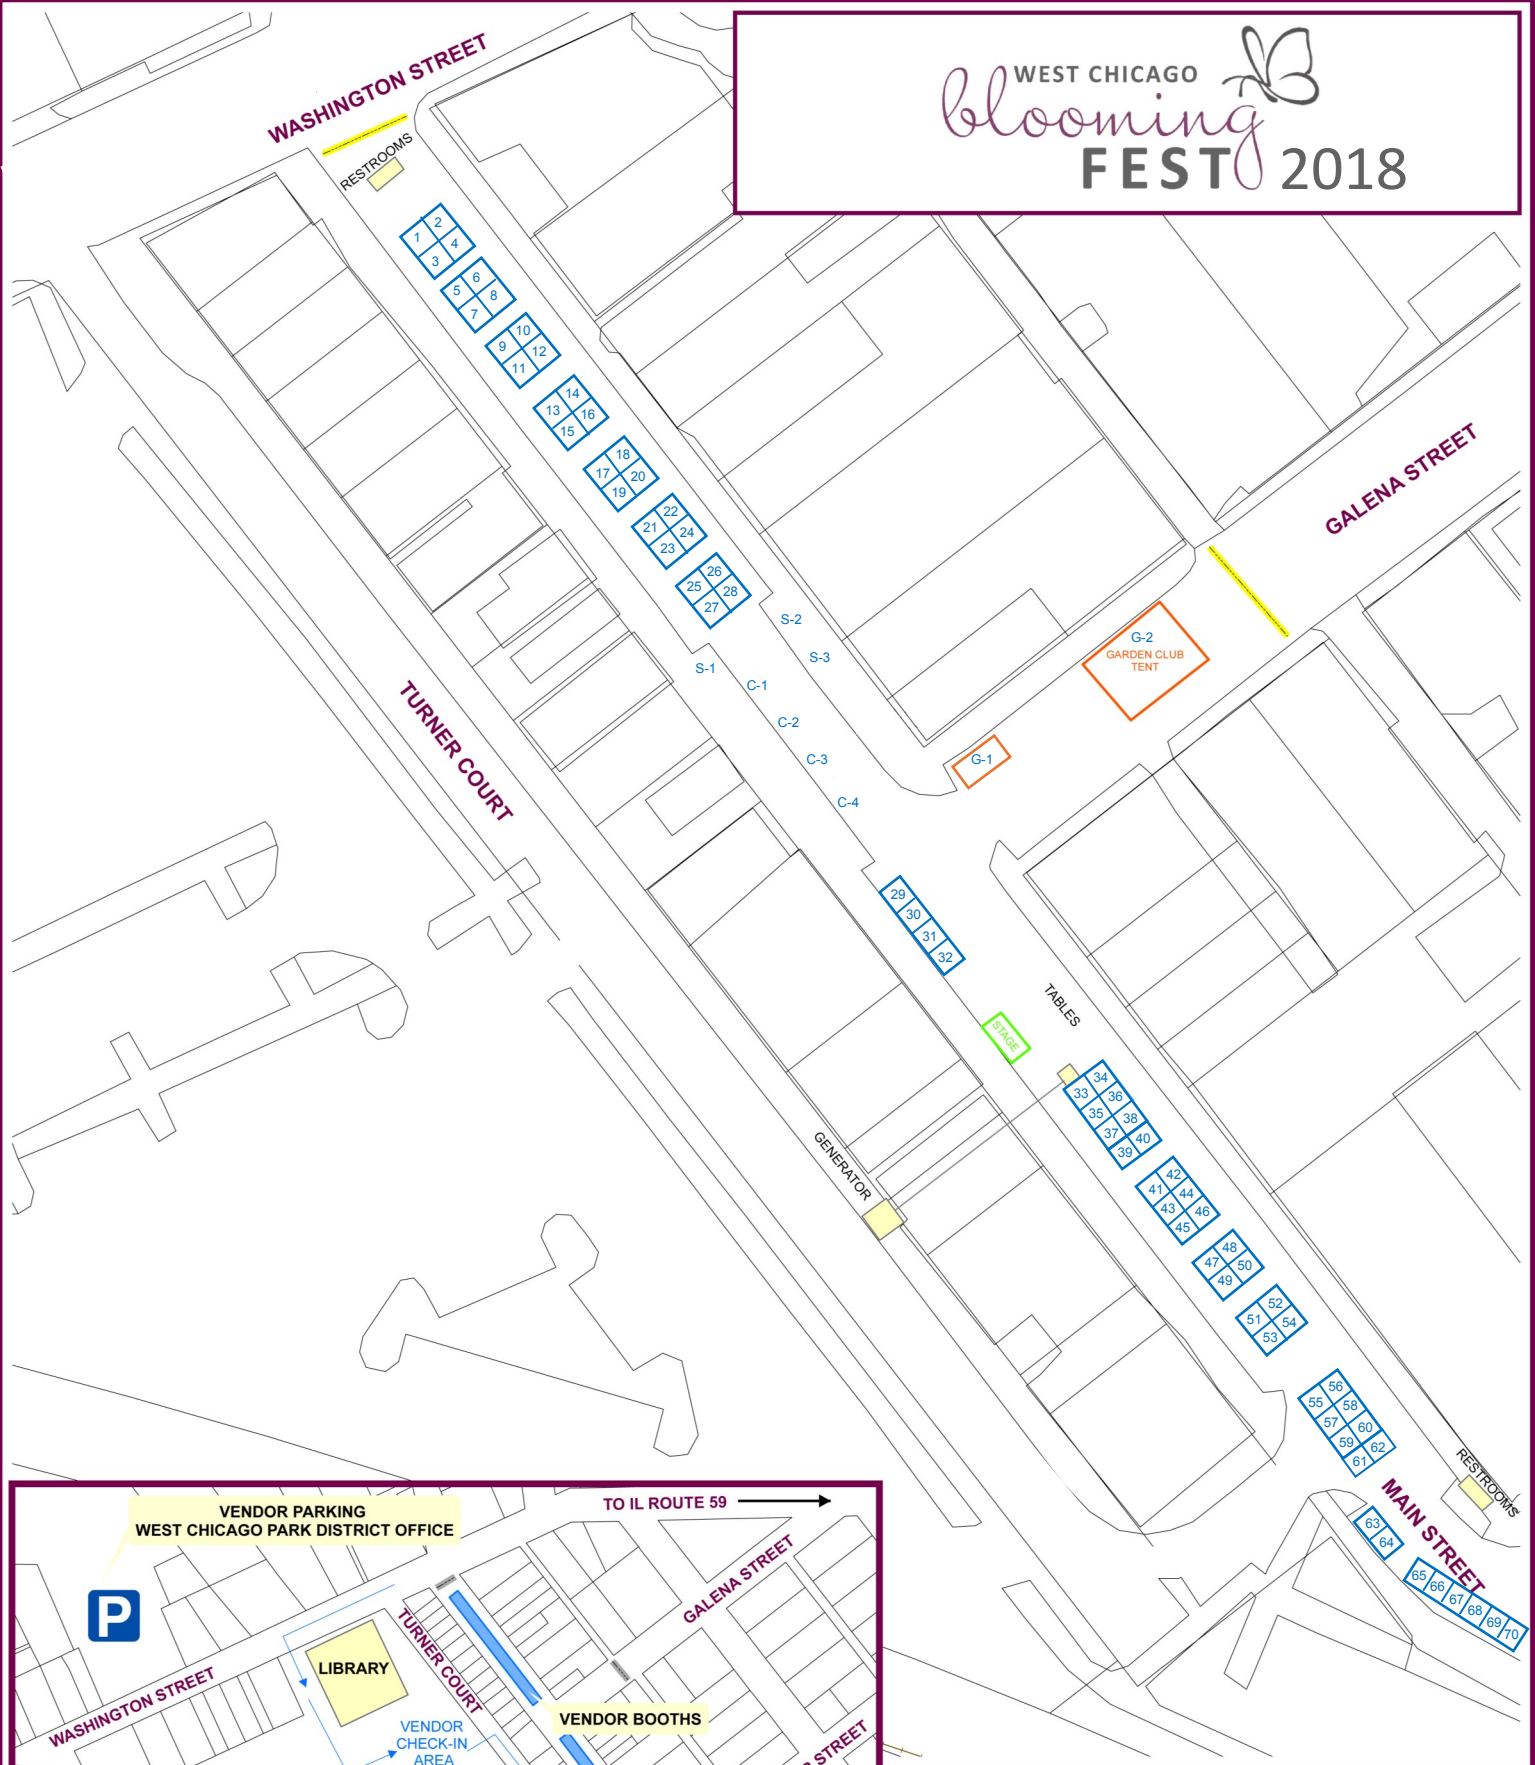 WEST CHICAGO
blooming
FEST 2018
WASHINGTON STREET
RESTROOMS
1 2
3 4
5 6
7 8
9 10
11 12
13 14
15 16
17 18
19 20
21 22
23 24
25 26
27 28
GALENA STREET
S-2
S-3
S-1
C-1
C-2
C-3
C-4
G-2
GARDEN CLUB
TENT
G-1
TURNER COURT
29
30
31
32
TABLES
STAGE
33 34
35 36
37 38
39 40
GENERATOR
41 42
43 44
45 46
47 48
49 50
51 52
53 54
55 56
57 58
59 60
61 62
RESTROOMS
MAIN STREET
63
64
65
66
67
68
69
70
VENDOR PARKING
WEST CHICAGO PARK DISTRICT OFFICE
TO IL ROUTE 59
P
GALENA STREET
TURNER COURT
LIBRARY
WASHINGTON STREET
VENDOR BOOTHS
VENDOR
CHECK-IN
AREA
STREET